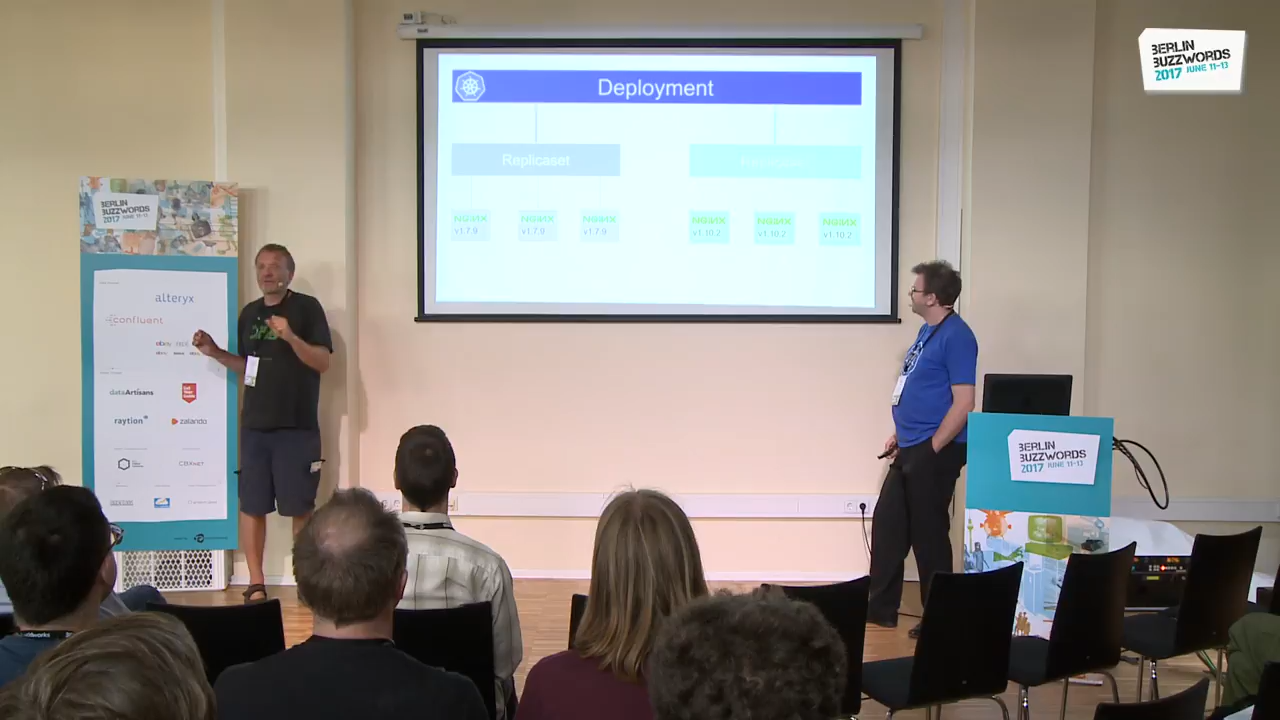 BERLIN
BUZZWORDS
2017 JUNE 11-13
Deployment
Replicaset
Replicaset
NGINX
v1.7.9
NGINX
v1.7.9
NGINX
v1.7.9
NGINX
v1.10.2
NGINX
v1.10.2
NGINX
v1.10.2
BERLIN
BUZZWORDS
2017 JUNE 11-13
alteryx
confluent
dataArtisans
raytion
zalando
BERLIN
BUZZWORDS
2017 JUNE 11-13